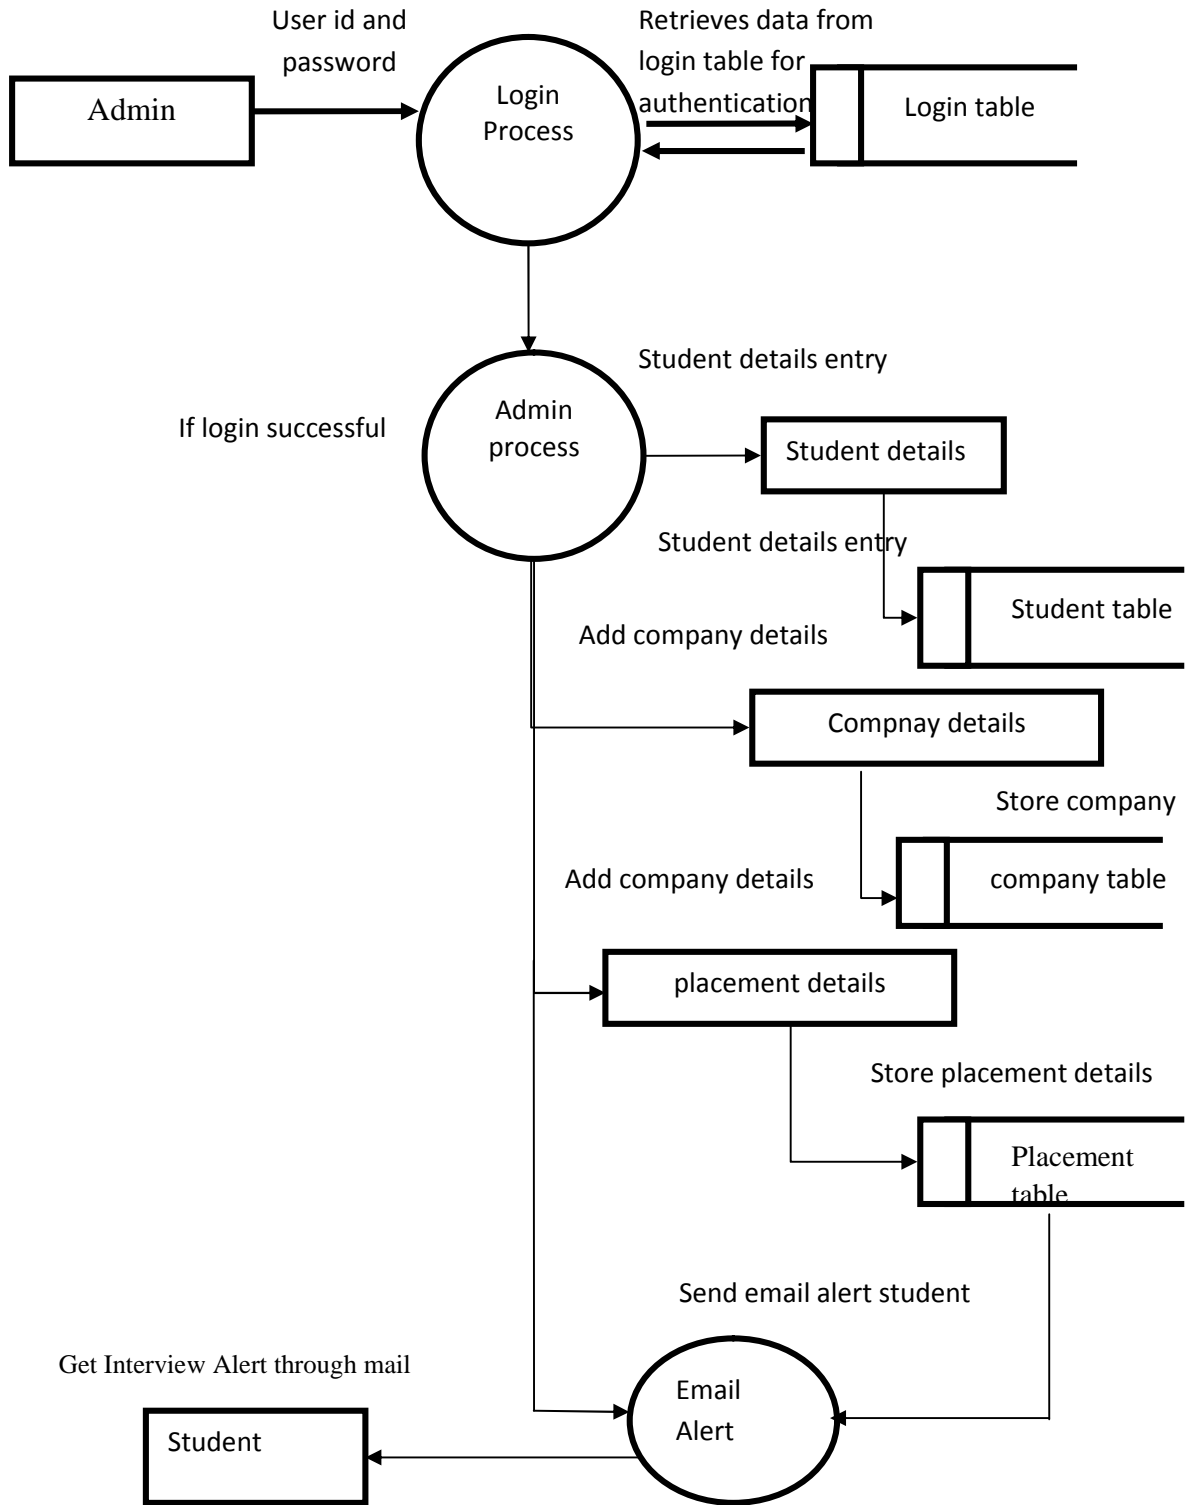 User id and
password
Retrieves data from
login table for
authentication
Admin
Login
Process
Login table
Student details entry
If login successful
Admin
process
Student details
Student details entry
Student table
Add company details
Compnay details
Store company
Add company details
company table
placement details
Store placement details
Placement
table
Send email alert student
Get Interview Alert through mail
Email
Alert
Student